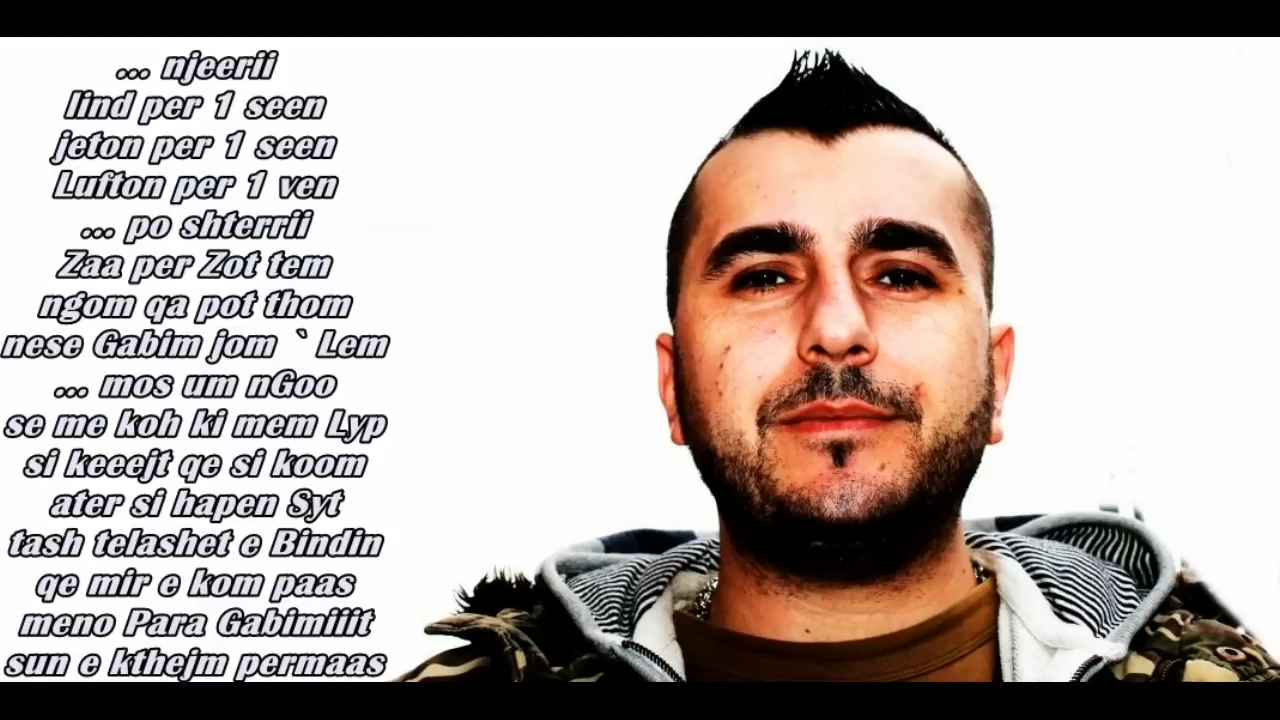 ... njeerii
lind per 1 seen
jeton per 1 seen
Lufton per 1 ven
... po shterrii
Zaa per Zot tem
ngom qa pot thom
nese Gabim jom ` Lem
... mos um nGoo
se me koh ki mem Lyp
si keeejt qe si koom
ater si hapen Syt
tash telashet e Bindin
qe mir e kom paas
meno Para Gabimiiit
sun e kthejm permaas